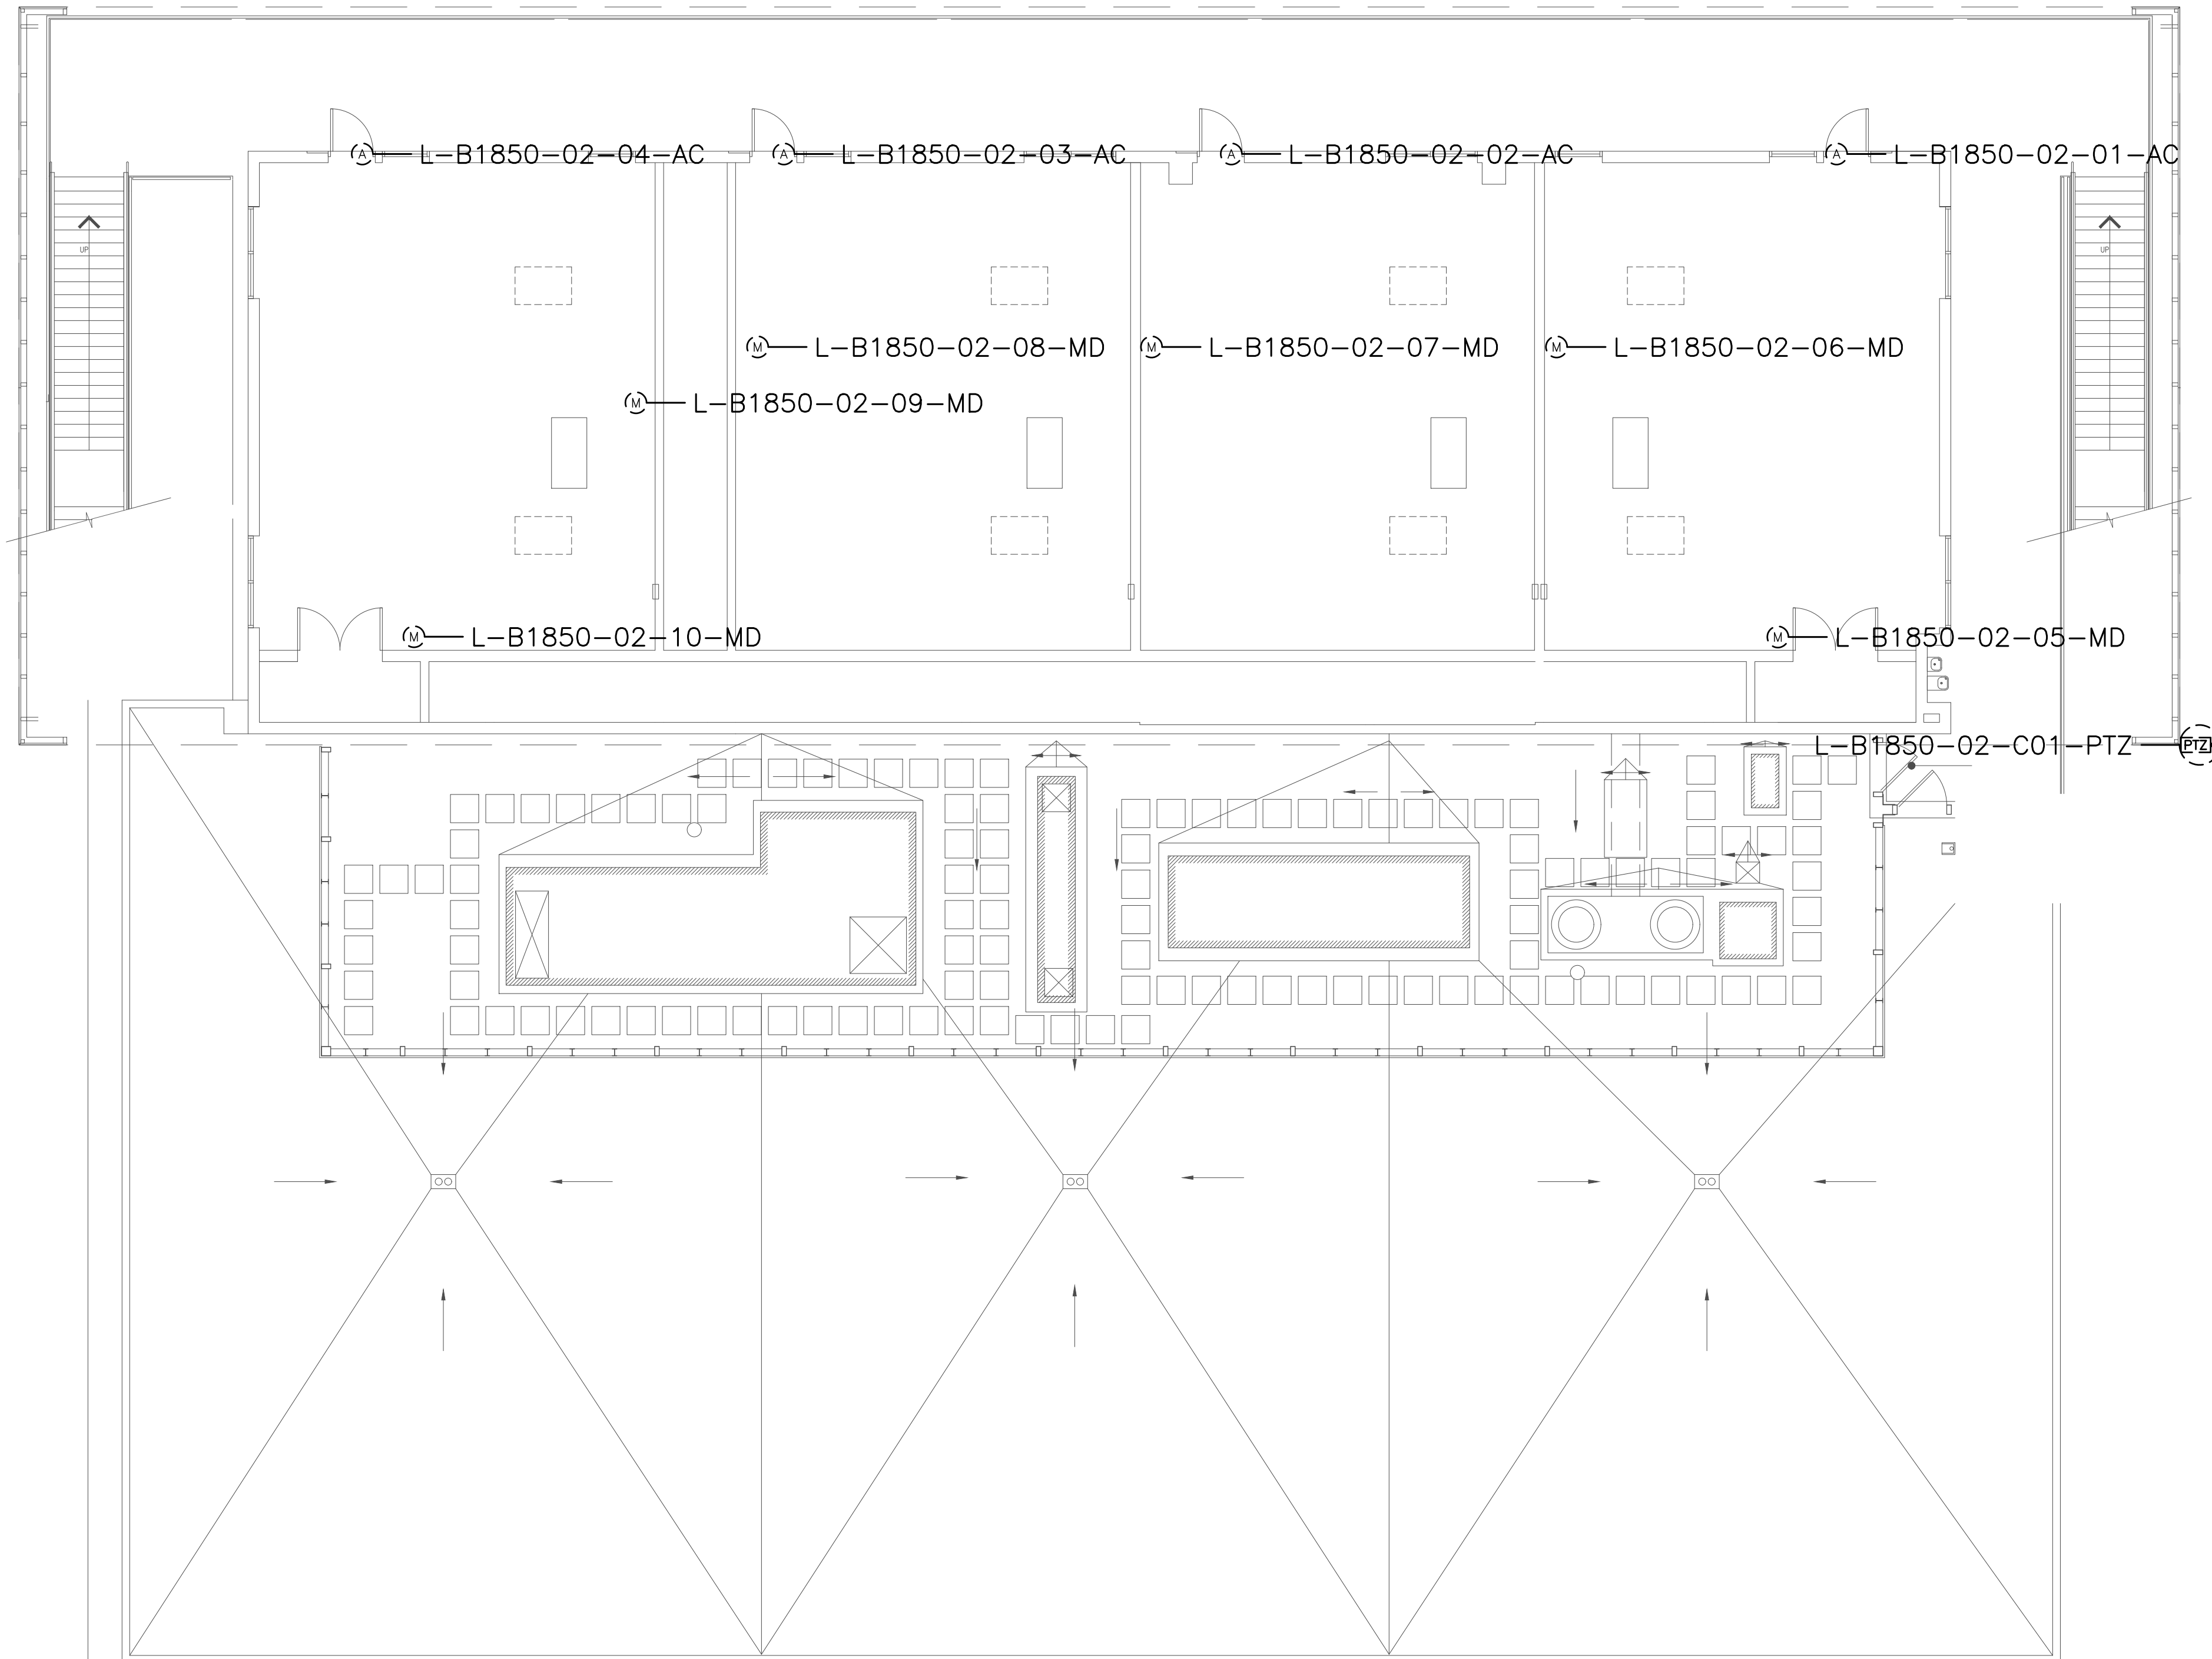 A L-B1850-02-04-AC
A L-B1850-02-03-AC
A L-B1850-02-02-AC
A L-B1850-02-01-AC
UP
UP
M L-B1850-02-08-MD
M L-B1850-02-07-MD
M L-B1850-02-06-MD
M L-B1850-02-09-MD
M L-B1850-02-10-MD
M L-B1850-02-05-MD
L-B1850-02-C01-PTZ PTZ